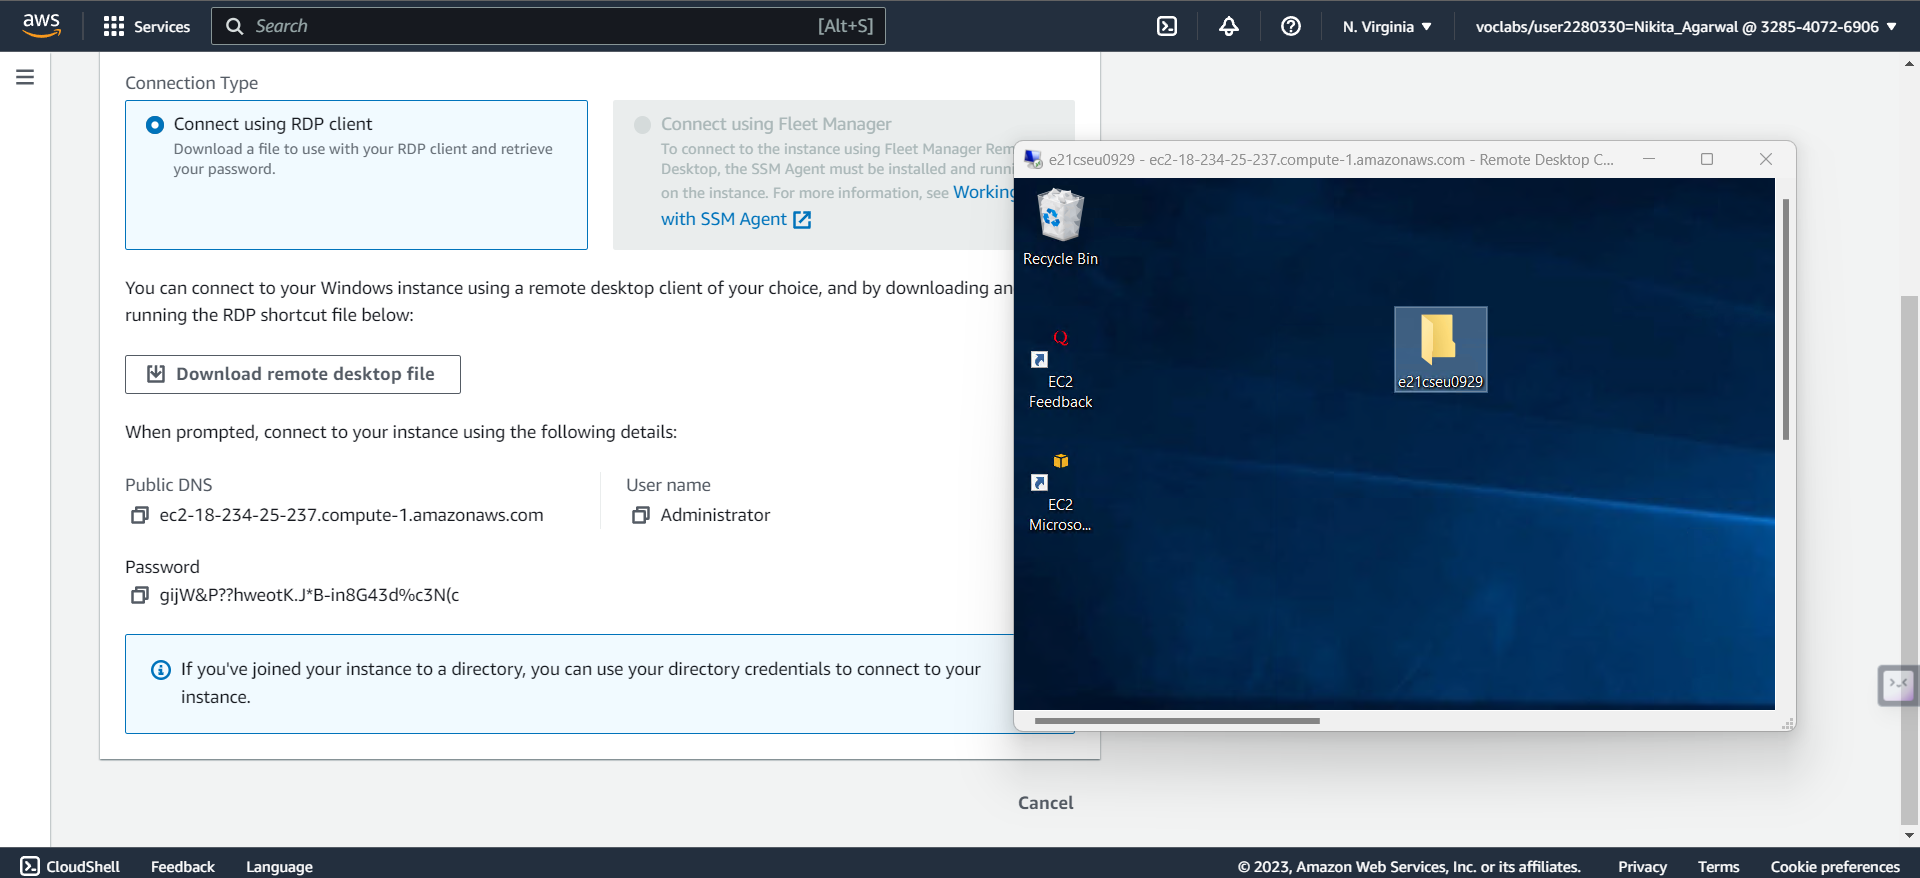 aws
Services
Search
[Alt+S]
N. Virginia
voclabs/user2280330=Nikita_Agarwal @ 3285-4072-6906
Connection Type
Connect using RDP client
Download a file to use with your RDP client and retrieve
your password.
Connect using Fleet Manager
To connect to the instance using Fleet Manager Rem
Desktop, the SSM Agent must be installed and runni
on the instance. For more information, see Working
with SSM Agent
You can connect to your Windows instance using a remote desktop client of your choice, and by downloading an
running the RDP shortcut file below:
Download remote desktop file
When prompted, connect to your instance using the following details:
Public DNS
ec2-18-234-25-237.compute-1.amazonaws.com
User name
Administrator
Password
gijW&P??hweotK.J*B-in8G43d%c3N(c
If you've joined your instance to a directory, you can use your directory credentials to connect to your
instance.
Cancel
e21cseu0929 - ec2-18-234-25-237.compute-1.amazonaws.com - Remote Desktop C...
Recycle Bin
EC2
Feedback
EC2
Microso...
e21cseu0929
CloudShell
Feedback
Language
© 2023, Amazon Web Services, Inc. or its affiliates.
Privacy
Terms
Cookie preferences